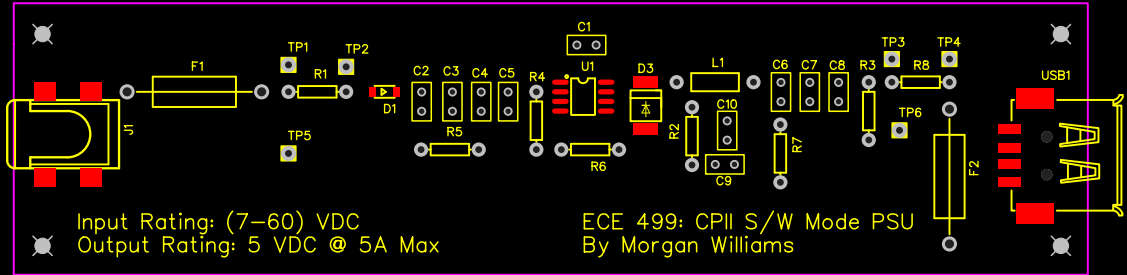 C1
TP1
TP2
TP3
TP4
F1
R1
C2
C3
C4
C5
R4
U1
D3
L1
C6
C7
C8
R3
R8
USB1
D1
J1
C10
TP5
R5
R2
R7
TP6
R6
C9
F2
Input Rating: (7-60) VDC
Output Rating: 5 VDC @ 5A Max
ECE 499: CPII S/W Mode PSU
By Morgan Williams